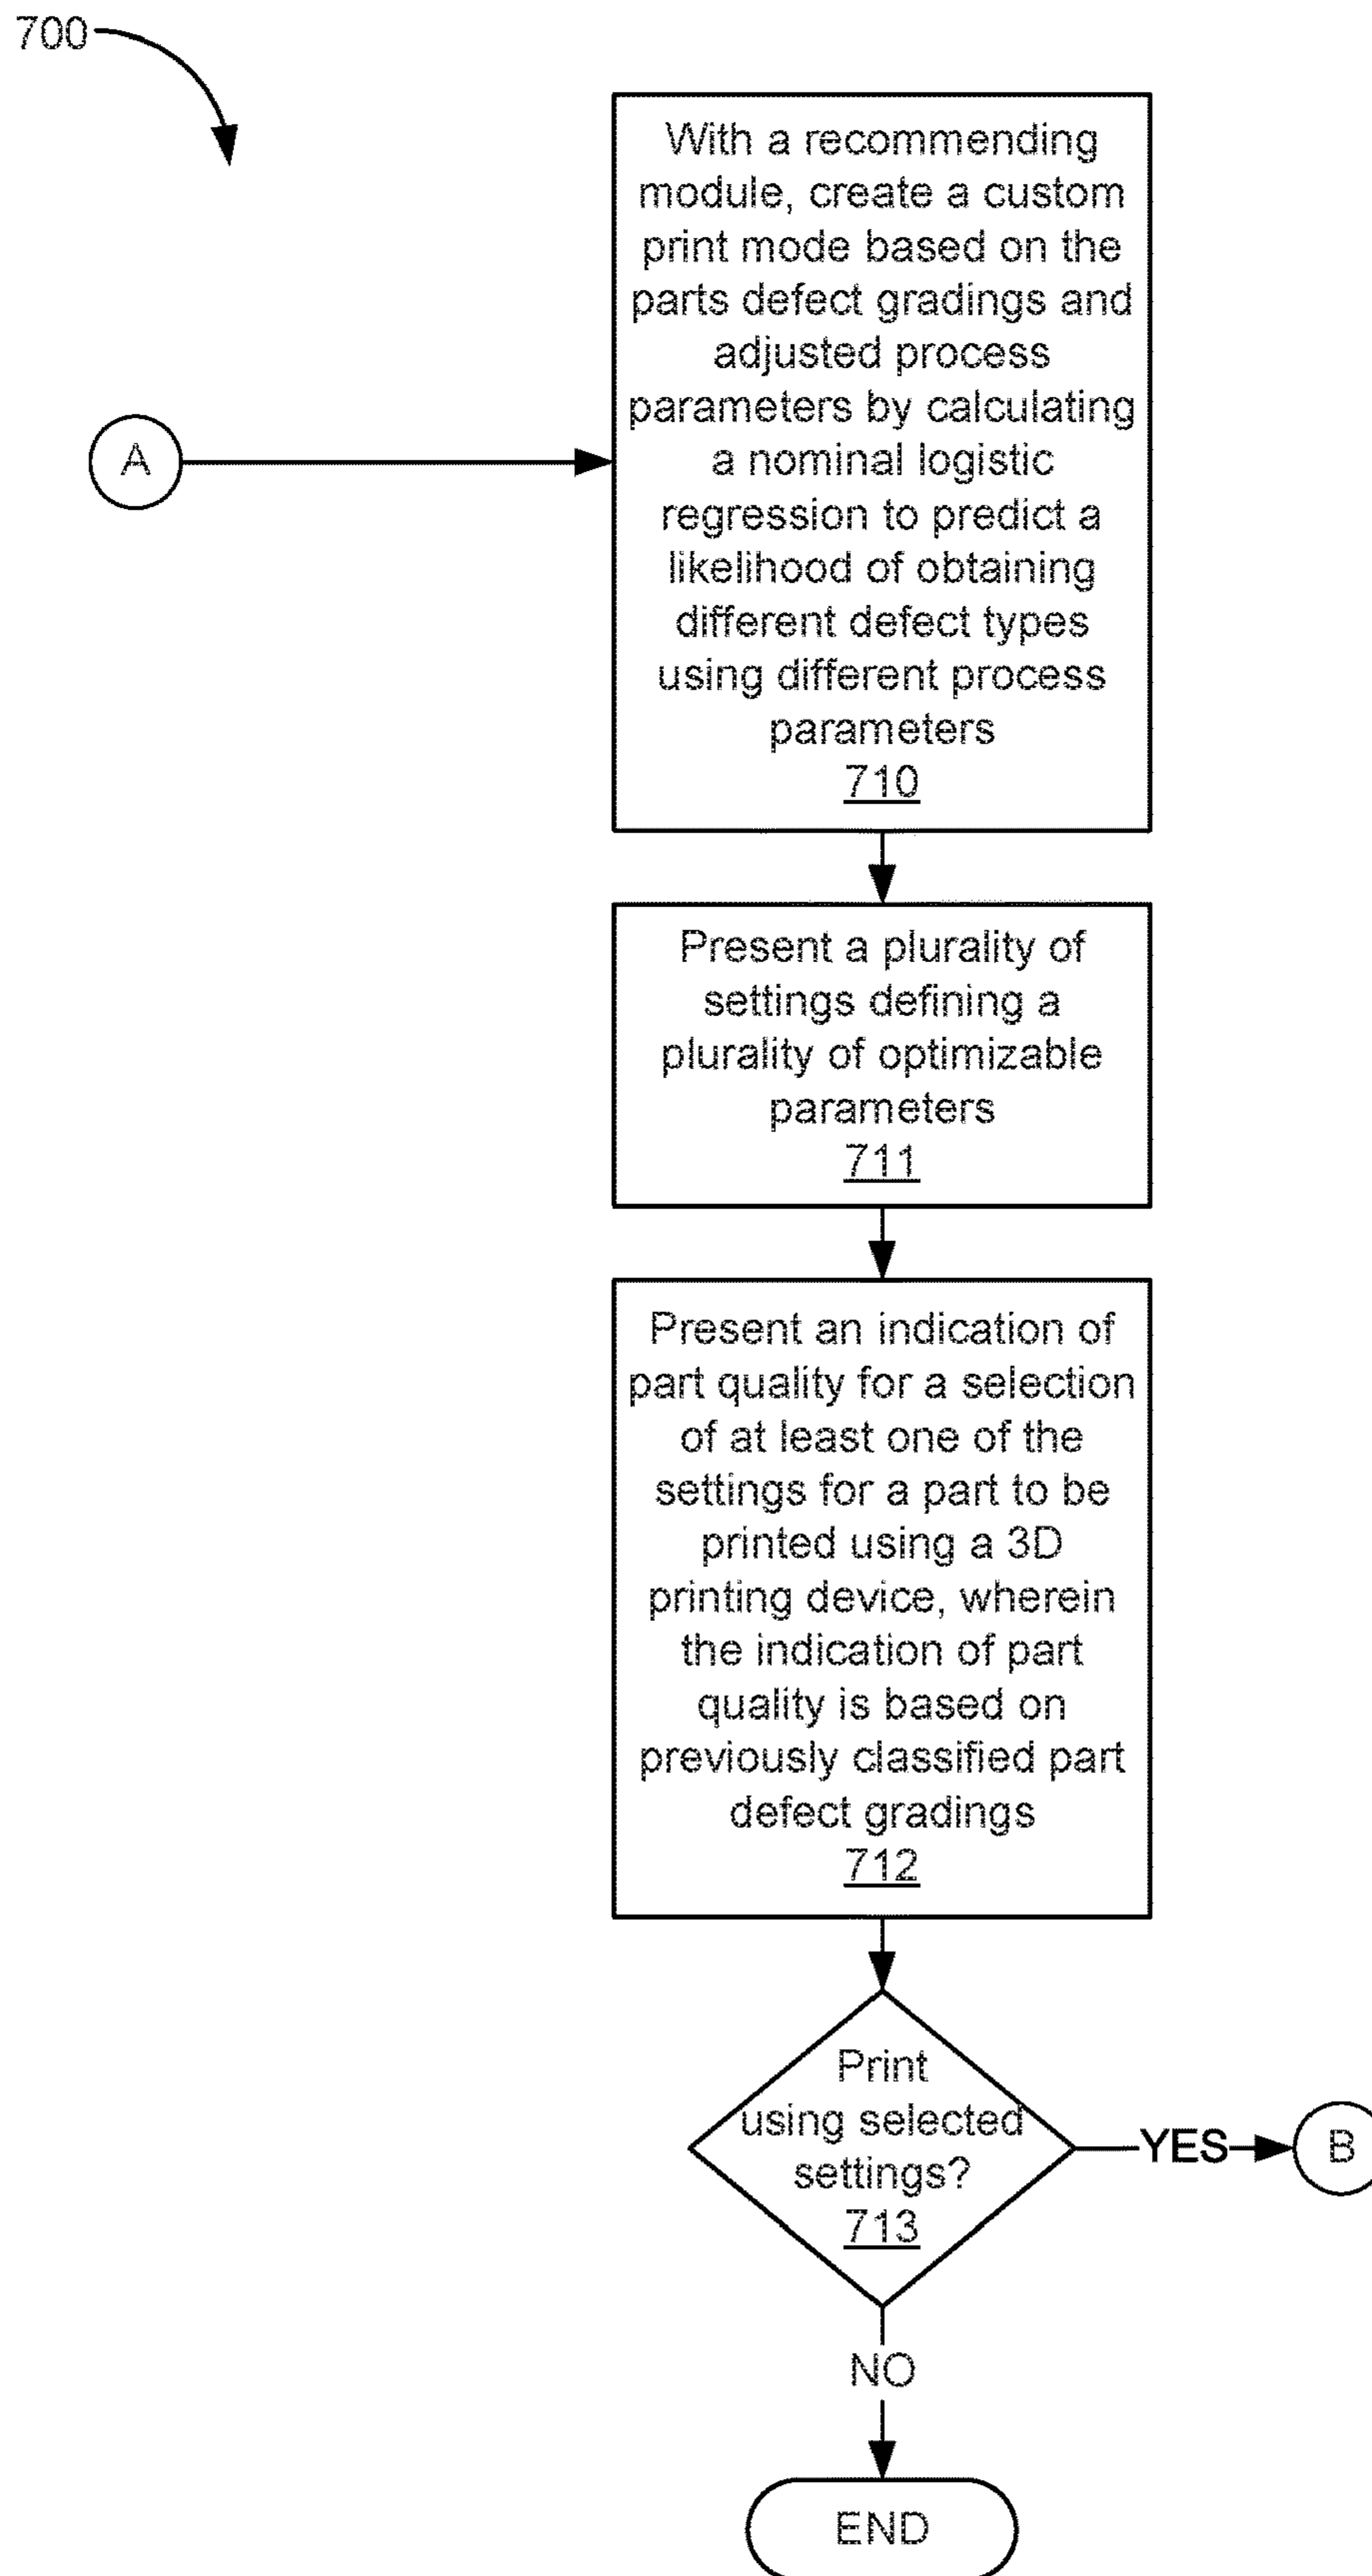 700
With a recommending
module, create a custom
print mode based on the
parts defect gradings and
adjusted process
parameters by calculating
a nominal logistic
regression to predict a
likelihood of obtaining
different defect types
using different process
parameters
710
A
Present a plurality of
settings defining a
plurality of optimizable
parameters
711
Present an indication of
part quality for a selection
of at least one of the
settings for a part to be
printed using a 3D
printing device, wherein
the indication of part
quality is based on
previously classified part
defect gradings
712
Print
using selected
settings?
713
YES
B
NO
END